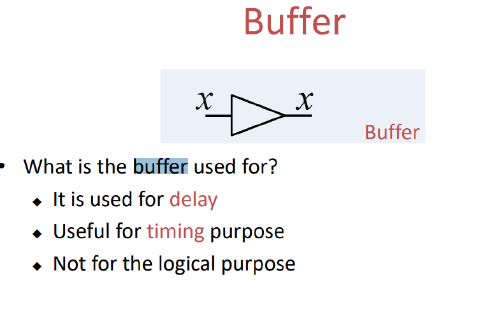 Buffer
x x
Buffer
• What is the buffer used for?
◆ It is used for delay
◆ Useful for timing purpose
◆ Not for the logical purpose